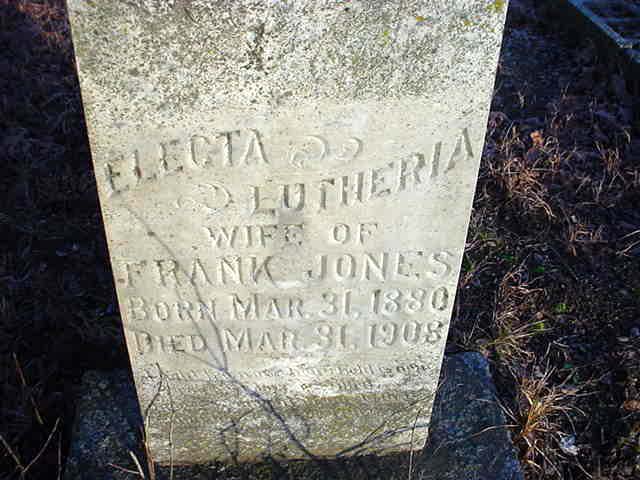 ELECTA
LUTHERIA
WIFE OF
FRANK JONES
BORN MAR. 31, 1880
DIED MAR. 31, 1908